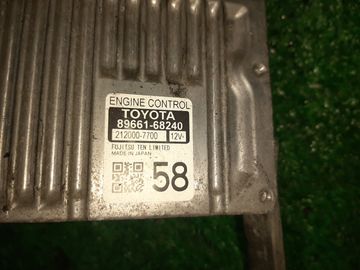 ENGINE CONTROL
TOYOTA
89661-68240
212000-7700 12V
FUJITSU TEN LIMITED
MADE IN JAPAN
58